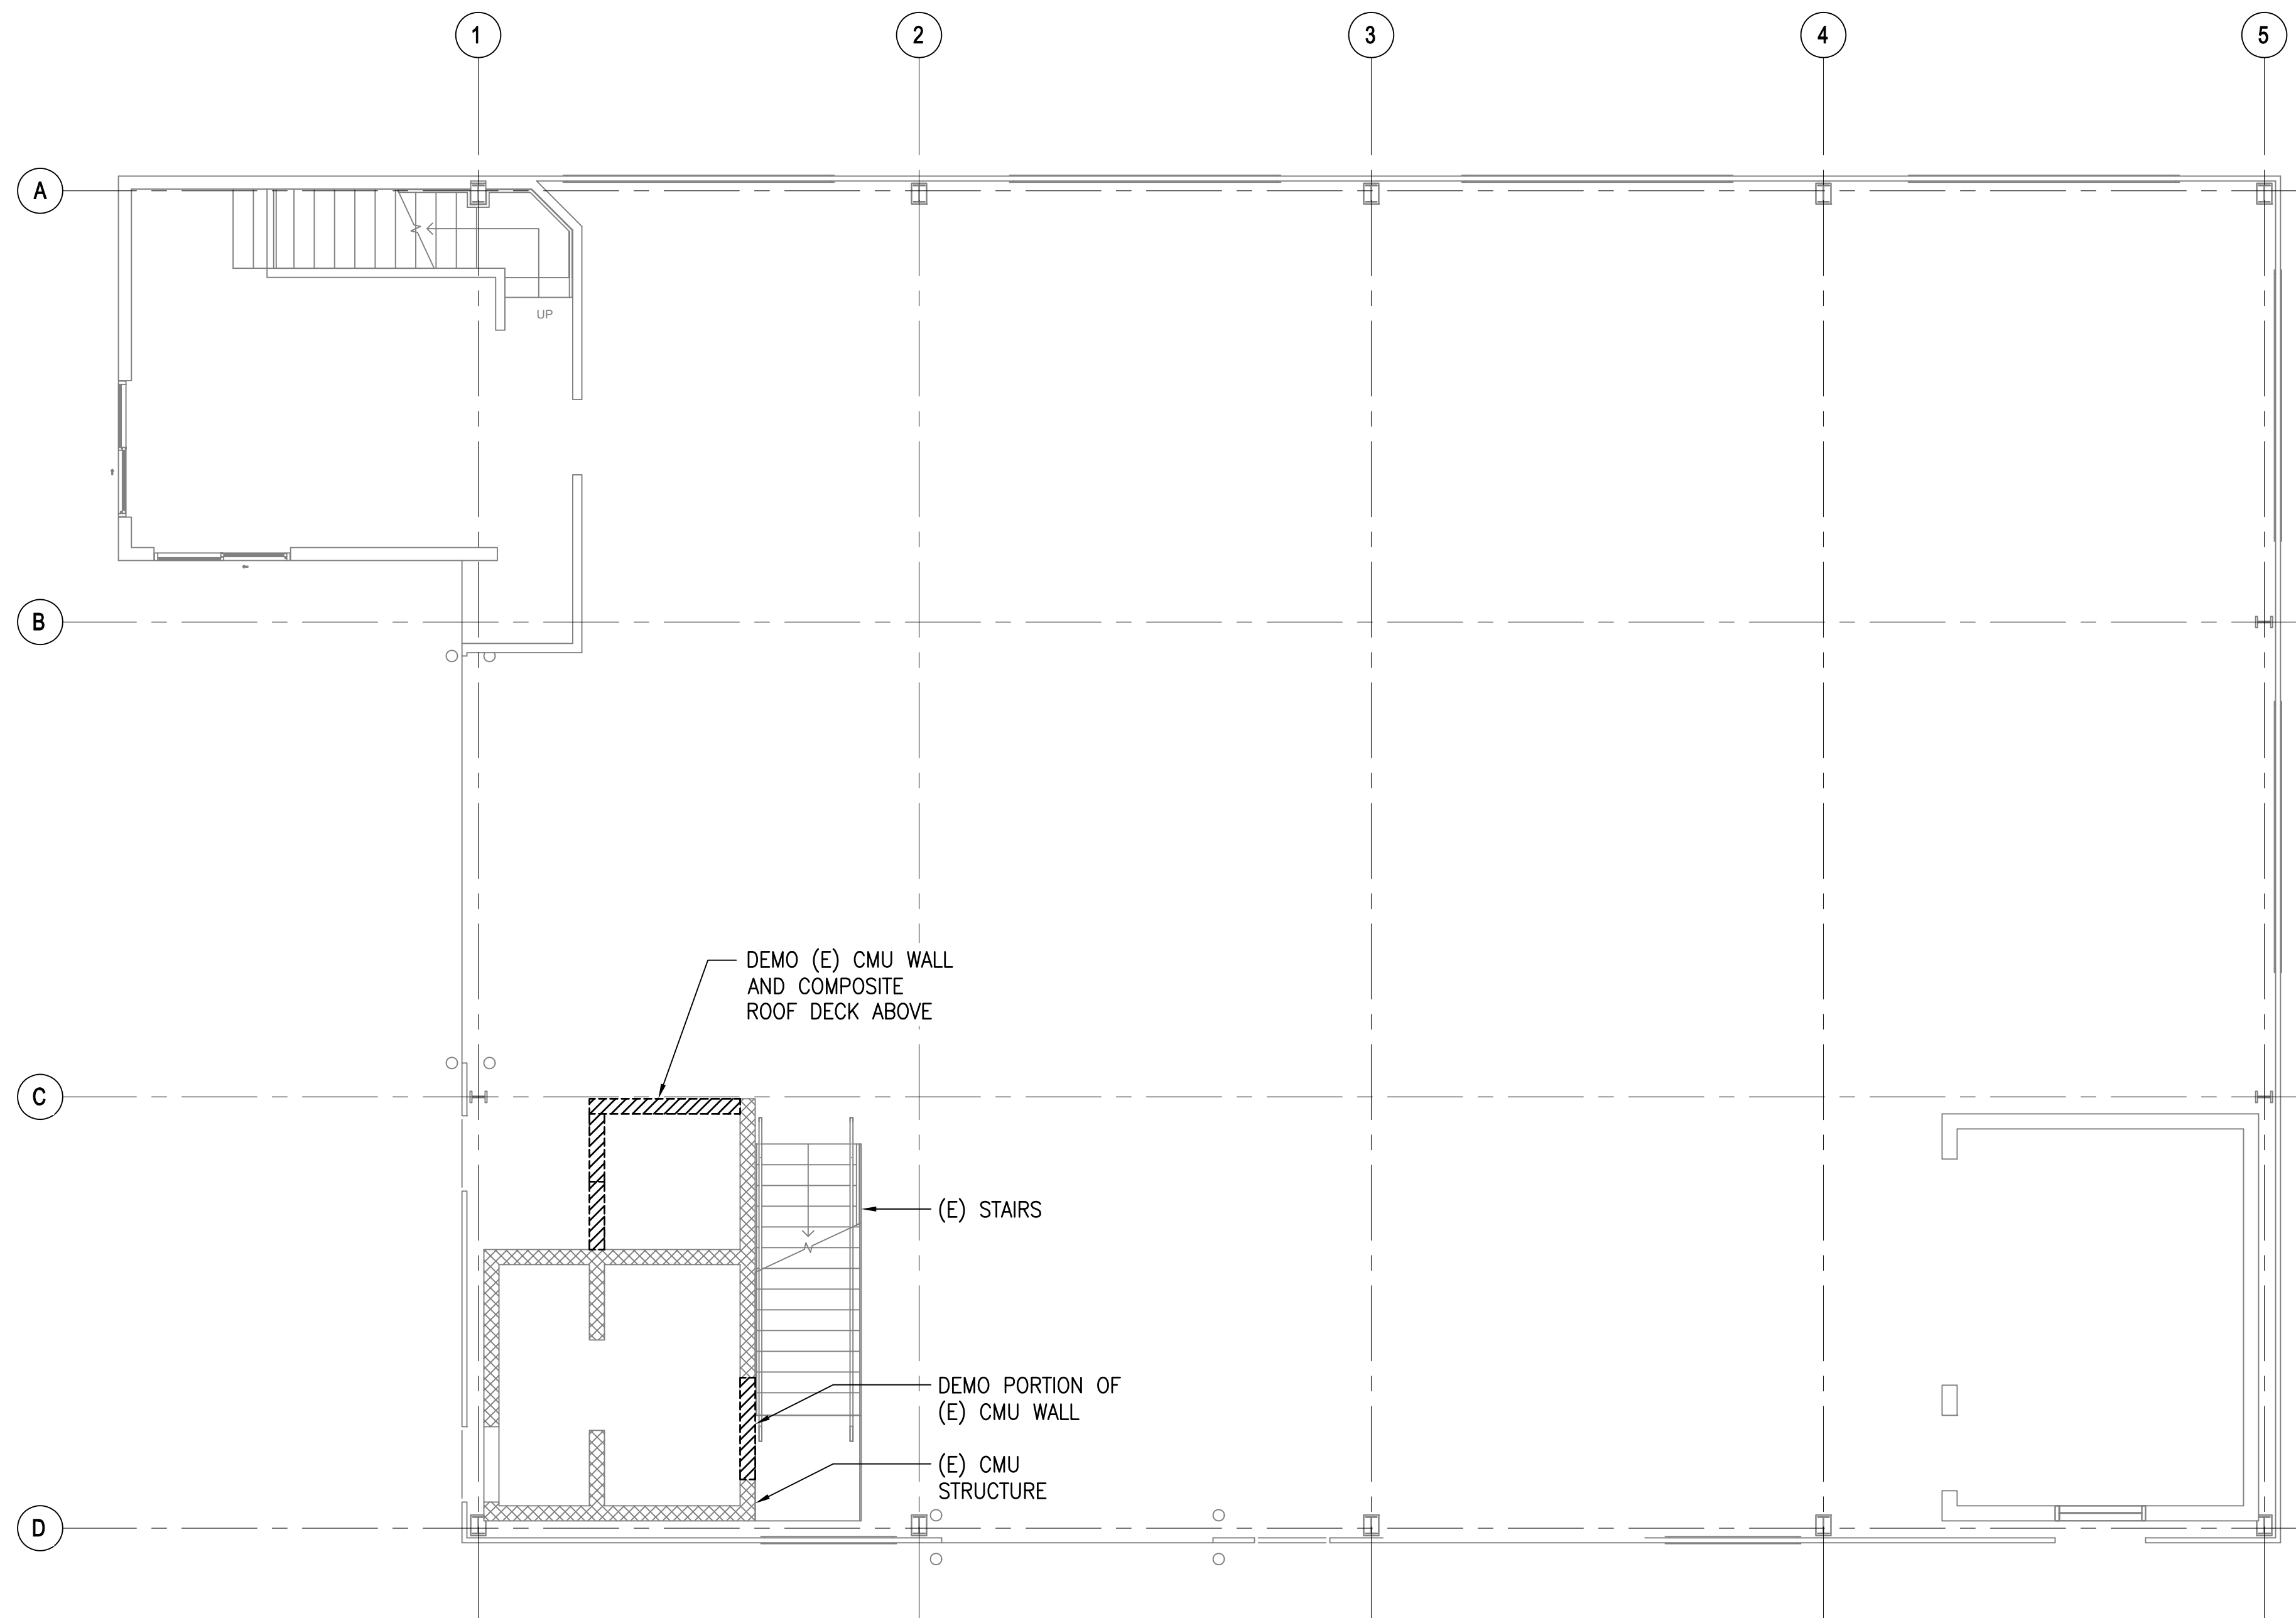 1
2
3
4
5
A
UP
B
DEMO (E) CMU WALL
AND COMPOSITE
ROOF DECK ABOVE
C
(E) STAIRS
DEMO PORTION OF
(E) CMU WALL
(E) CMU
STRUCTURE
D